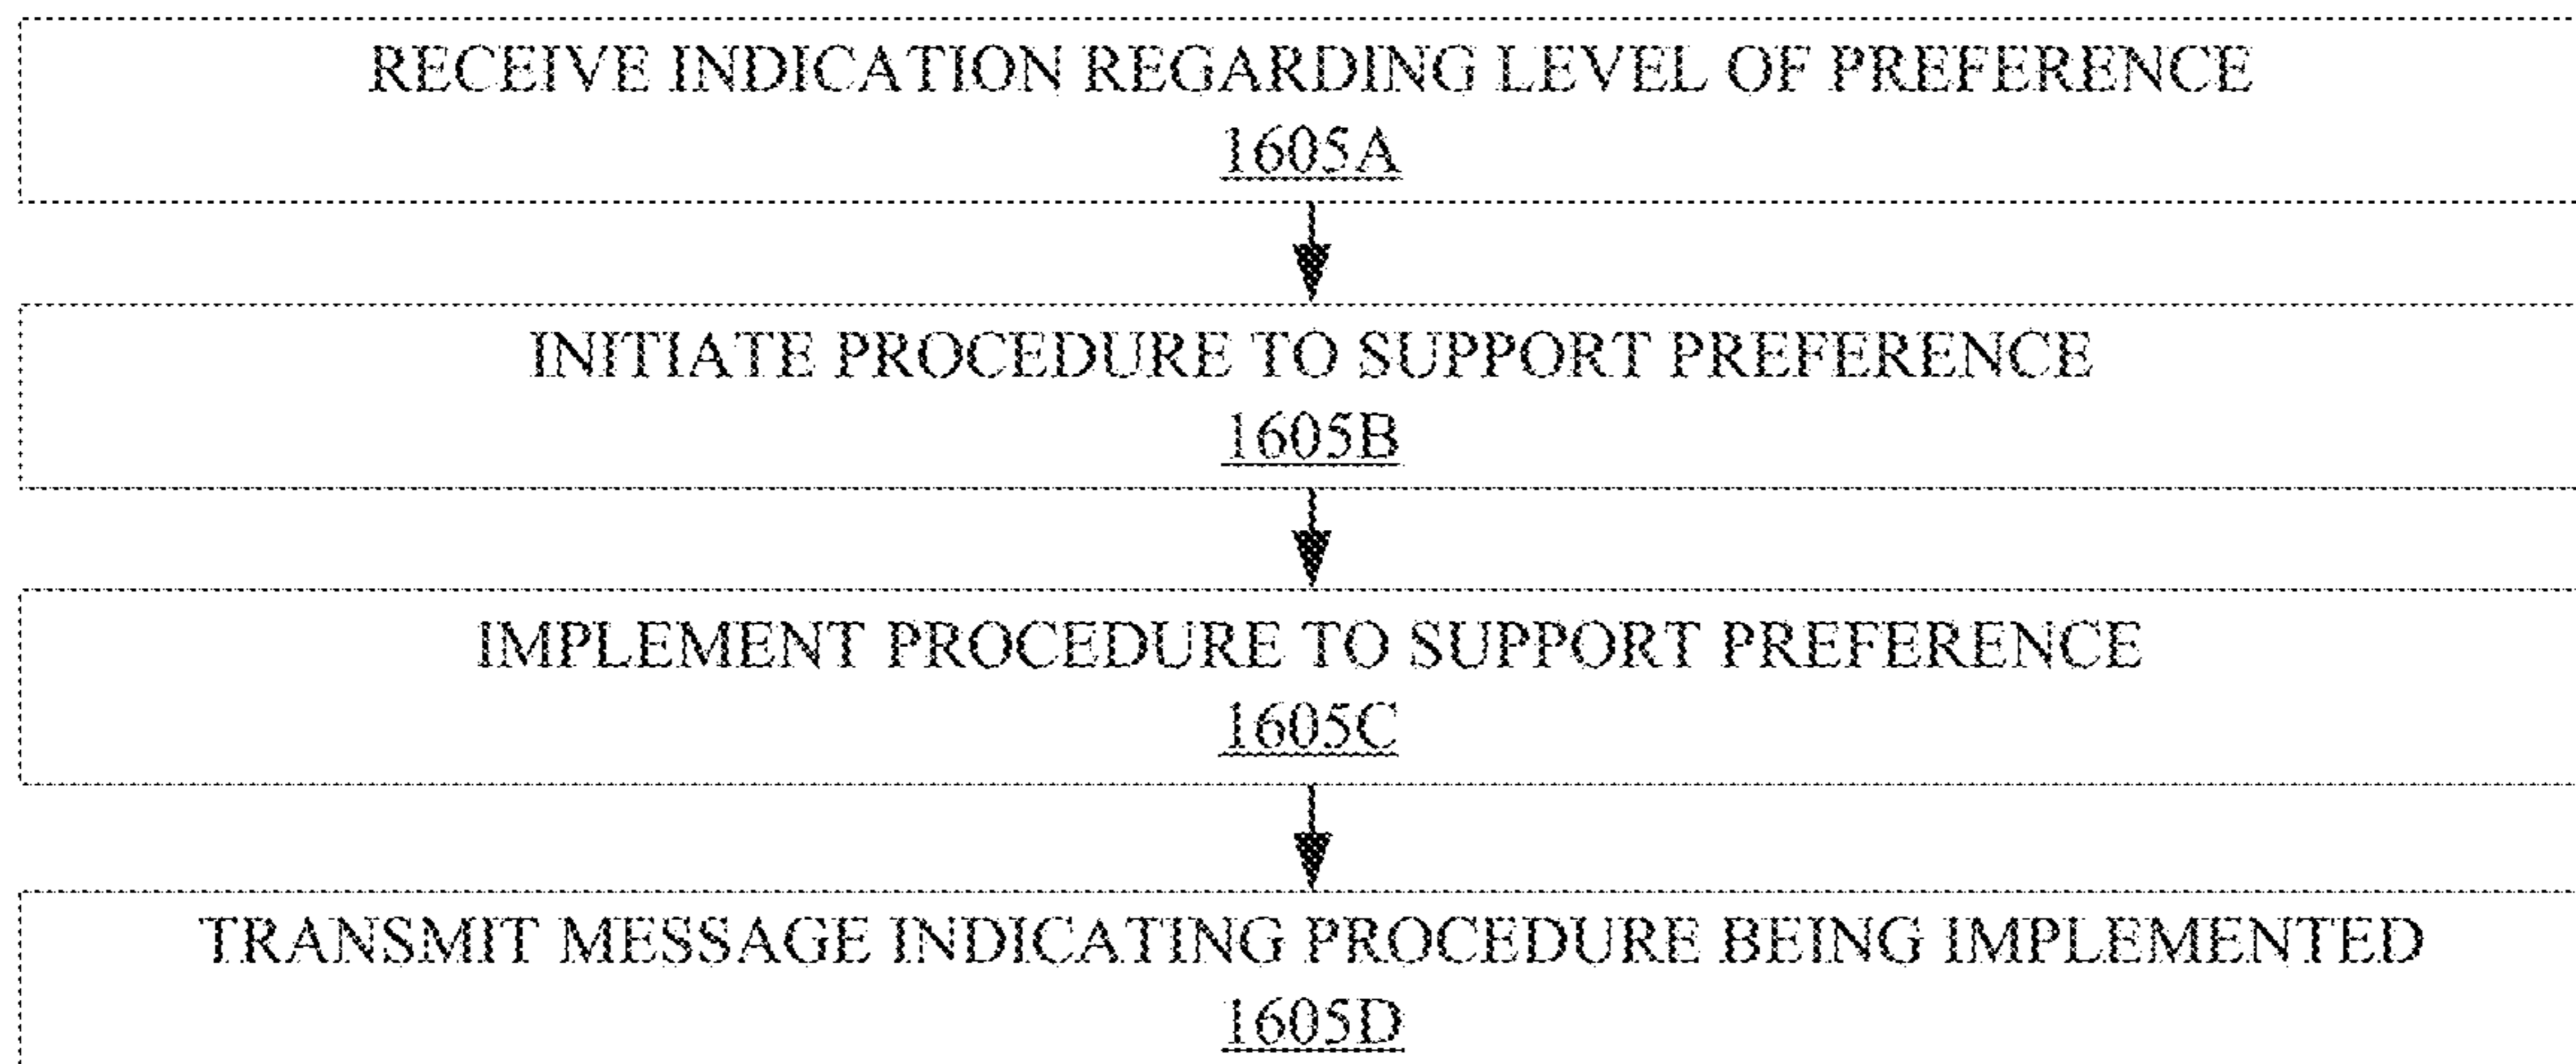 RECEIVE INDICATION REGARDING LEVEL OF PREFERENCE
1605A
INITIATE PROCEDURE TO SUPPORT PREFERENCE
1605B
IMPLEMENT PROCEDURE TO SUPPORT PREFERENCE
1605C
TRANSMIT MESSAGE INDICATING PROCEDURE BEING IMPLEMENTED
1605D